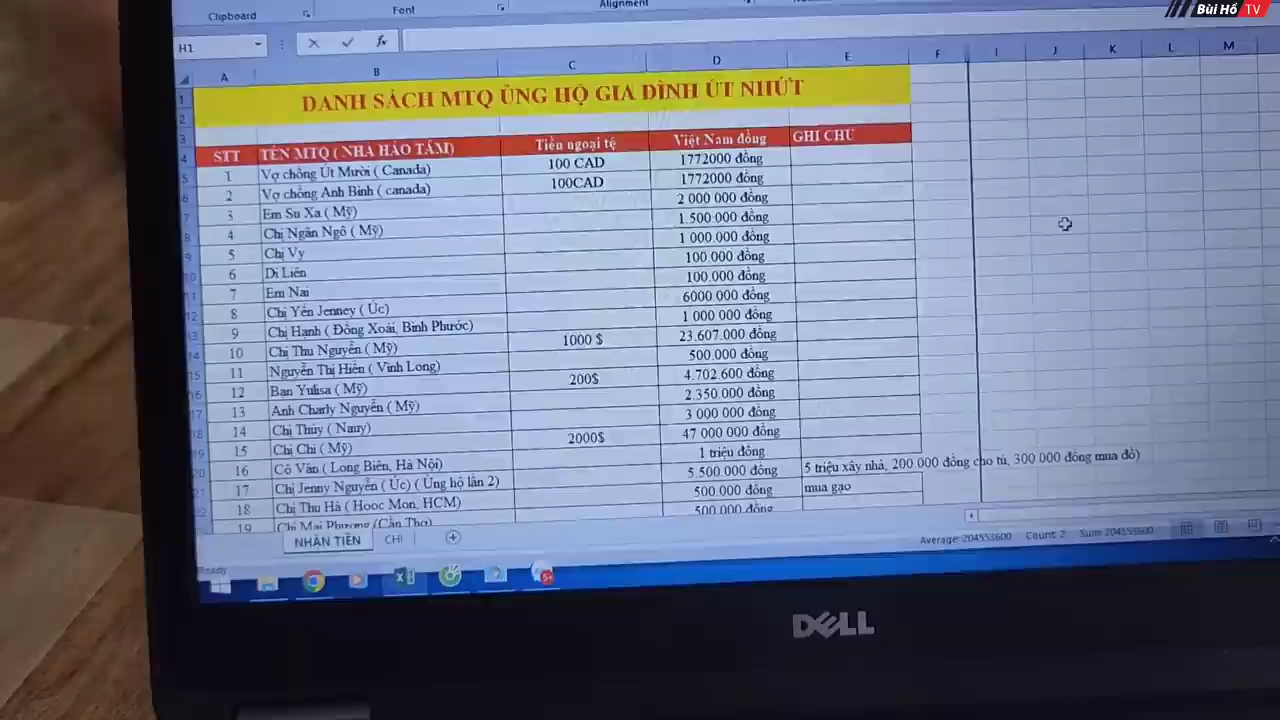 Bùi Hồ TV
Clipboard Font Alignment
H1
A B C D E F I J K L M
DANH SÁCH MTQ ỦNG HỘ GIA ĐÌNH ÚT NHỨT
STT TÊN MTQ ( NHÀ HẢO TÂM) Tiền ngoại tệ Việt Nam đồng GHI CHÚ
1 Vợ chồng Út Mười ( Canada) 100 CAD 1772000 đồng
2 Vợ chồng Anh Bình ( canada) 100CAD 1772000 đồng
3 Em Su Xa ( Mỹ) 2 000 000 đồng
4 Chị Ngân Ngô ( Mỹ) 1.500.000 đồng
5 Chị Vy 1 000.000 đồng
6 Dì Liên 100.000 đồng
7 Em Nai 100.000 đồng
8 Chị Yến Jenney ( Úc) 6000.000 đồng
9 Chị Hạnh ( Đồng Xoài, Bình Phước) 1 000 000 đồng
10 Chị Thu Nguyễn ( Mỹ) 1000 $ 23.607.000 đồng
11 Nguyễn Thị Hiền ( Vĩnh Long) 500.000 đồng
12 Bạn Yulisa ( Mỹ) 200$ 4.702.600 đồng
13 Anh Charly Nguyễn ( Mỹ) 2.350.000 đồng
14 Chị Thúy ( Nauy) 3 000 000 đồng
15 Chị Chi ( Mỹ) 2000$ 47 000 000 đồng
16 Cô Vân ( Long Biên, Hà Nội) 1 triệu đồng
17 Chị Jenny Nguyễn ( Úc) ( Ủng hộ lần 2) 5.500.000 đồng 5 triệu xây nhà, 200 000 đồng cho tú, 300 000 đồng mua đồ)
18 Chị Thu Hà ( Hooc Mon, HCM) 500.000 đồng mua gạo
19 Chị Mai Phương (Cần Thơ) 500.000 đồng
NHẬN TIỀN CHI
Ready Average: 204553600 Count: 2 Sum: 204553600
DELL